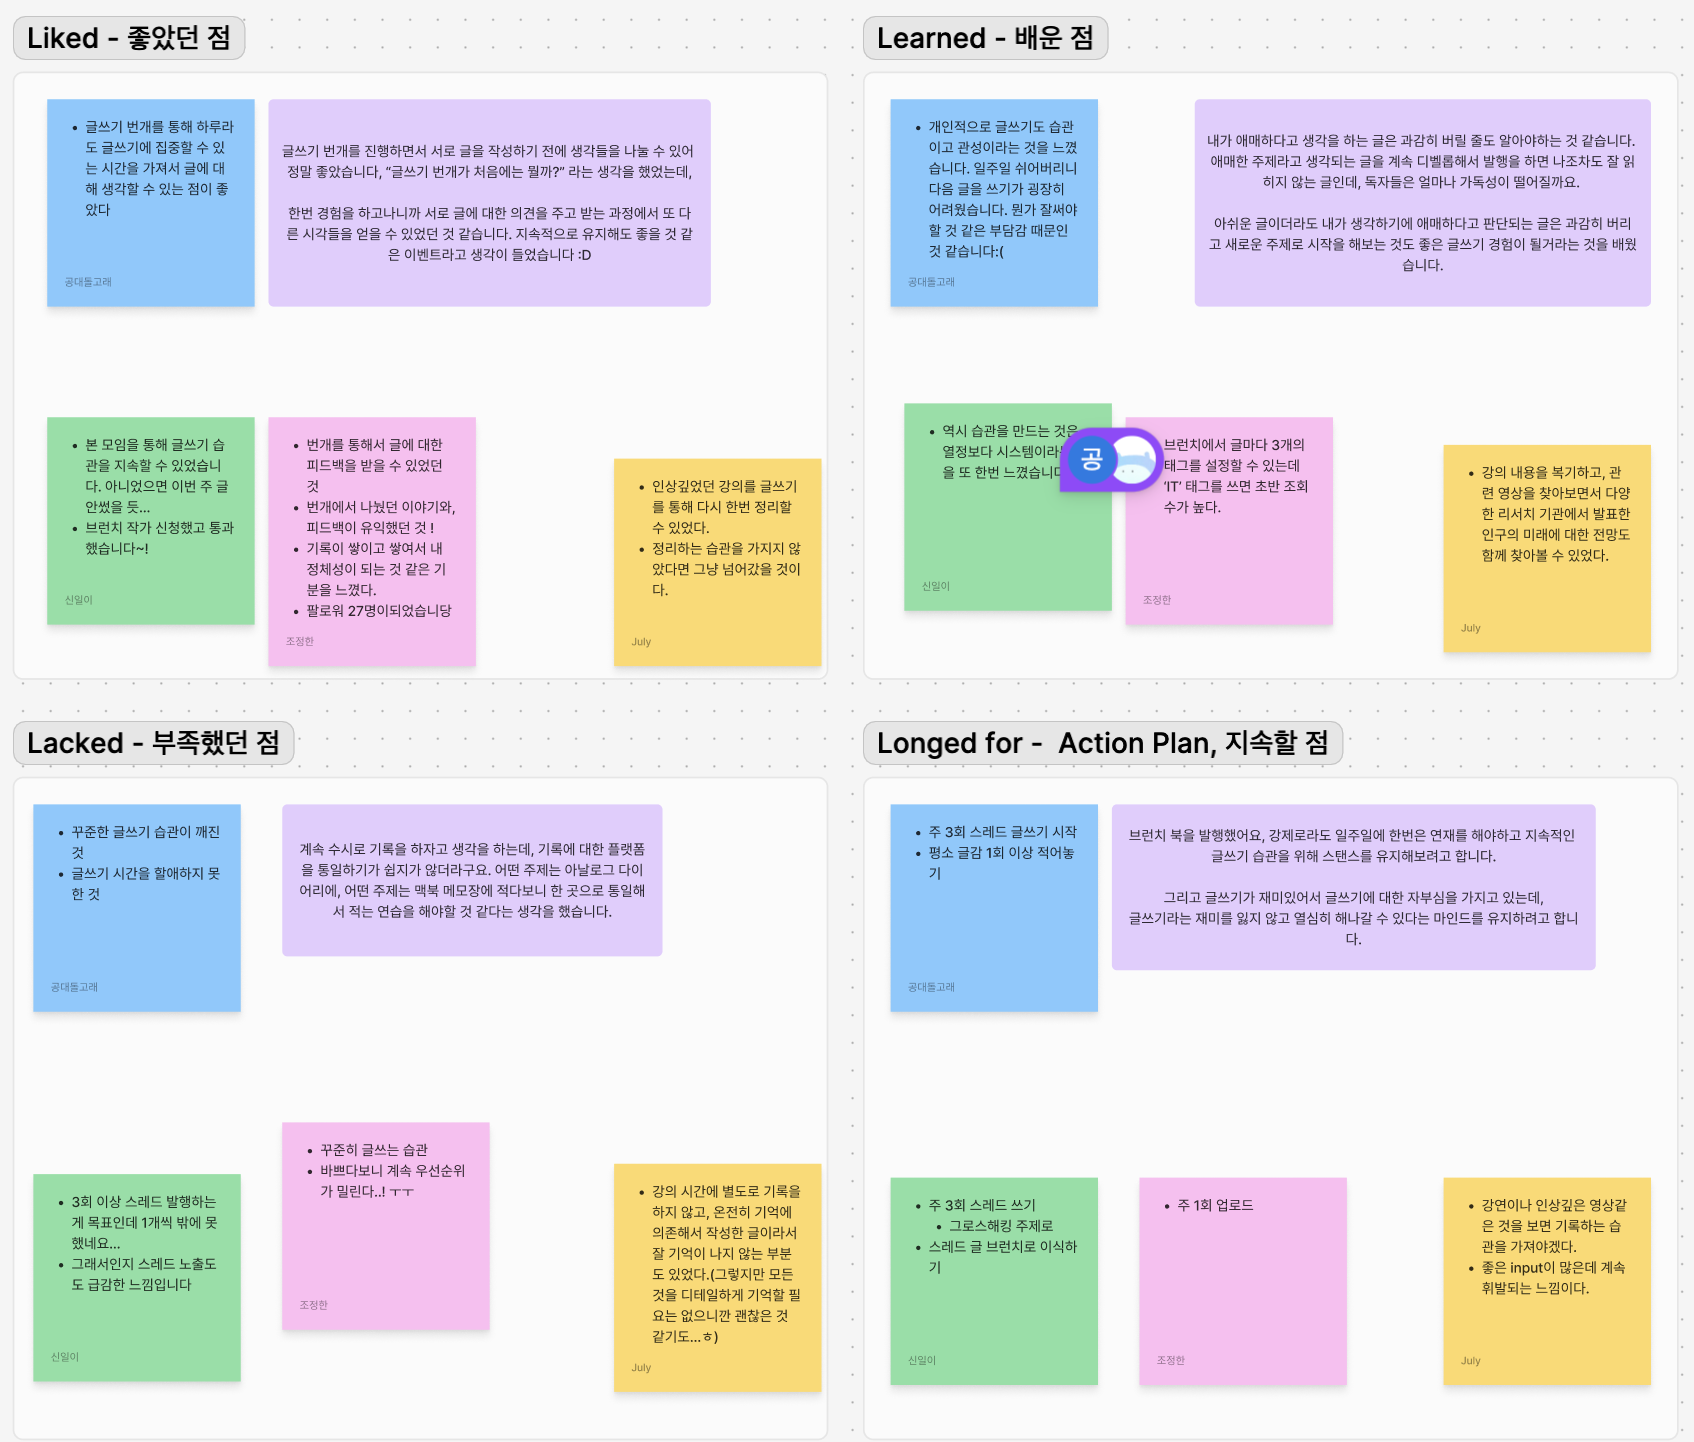 Liked - 좋았던 점
글쓰기 번개를 통해 하루라
도 글쓰기에 집중할 수 있
는 시간을 가져서 글에 대
해 생각할 수 있는 점이 좋
았다
공대돌고래
글쓰기 번개를 진행하면서 서로 글을 작성하기 전에 생각들을 나눌 수 있어
정말 좋았습니다, “글쓰기 번개가 처음에는 뭘까?” 라는 생각을 했었는데,
한번 경험을 하고나니까 서로 글에 대한 의견을 주고 받는 과정에서 또 다
른 시각들을 얻을 수 있었던 것 같습니다. 지속적으로 유지해도 좋을 것 같
은 이벤트라고 생각이 들었습니다 :D
본 모임을 통해 글쓰기 습
관을 지속할 수 있었습니
다. 아니었으면 이번 주 글
안썼을 듯...
브런치 작가 신청했고 통과
했습니다~!
신일이
번개를 통해서 글에 대한
피드백을 받을 수 있었던
것
번개에서 나눴던 이야기와,
피드백이 유익했던 것 !
기록이 쌓이고 쌓여서 내
정체성이 되는 것 같은 기
분을 느꼈다.
팔로워 27명이되었습니당
조정한
인상깊었던 강의를 글쓰기
를 통해 다시 한번 정리할
수 있었다.
정리하는 습관을 가지지 않
았다면 그냥 넘어갔을 것이
다.
July
Learned - 배운 점
개인적으로 글쓰기도 습관
이고 관성이라는 것을 느꼈
습니다. 일주일 쉬어버리니
다음 글을 쓰기가 굉장히
어려웠습니다. 뭔가 잘써야
할 것 같은 부담감 때문인
것 같습니다:(
공대돌고래
내가 애매하다고 생각을 하는 글은 과감히 버릴 줄도 알아야하는 것 같습니다.
애매한 주제라고 생각되는 글을 계속 디벨롭해서 발행을 하면 나조차도 잘 읽
히지 않는 글인데, 독자들은 얼마나 가독성이 떨어질까요.
아쉬운 글이더라도 내가 생각하기에 애매하다고 판단되는 글은 과감히 버리
고 새로운 주제로 시작을 해보는 것도 좋은 글쓰기 경험이 될거라는 것을 배웠
습니다.
역시 습관을 만드는 것은
열정보다 시스템이라
을 또 한번 느꼈습니다
신일이
공
브런치에서 글마다 3개의
태그를 설정할 수 있는데
'IT' 태그를 쓰면 초반 조회
수가 높다.
조정한
강의 내용을 복기하고, 관
련 영상을 찾아보면서 다양
한 리서치 기관에서 발표한
인구의 미래에 대한 전망도
함께 찾아볼 수 있었다.
July
Lacked - 부족했던 점
꾸준한 글쓰기 습관이 깨진
것
글쓰기 시간을 할애하지 못
한 것
공대돌고래
계속 수시로 기록을 하자고 생각을 하는데, 기록에 대한 플랫폼
을 통일하기가 쉽지가 않더라구요. 어떤 주제는 아날로그 다이
어리에, 어떤 주제는 맥북 메모장에 적다보니 한 곳으로 통일해
서 적는 연습을 해야할 것 같다는 생각을 했습니다.
3회 이상 스레드 발행하는
게 목표인데 1개씩 밖에 못
했네요...
그래서인지 스레드 노출도
도 급감한 느낌입니다
신일이
꾸준히 글쓰는 습관
바쁘다보니 계속 우선순위
가 밀린다..! ㅜㅜ
조정한
강의 시간에 별도로 기록을
하지 않고, 온전히 기억에
의존해서 작성한 글이라서
잘 기억이 나지 않는 부분
도 있었다.(그렇지만 모든
것을 디테일하게 기억할 필
요는 없으니깐 괜찮은 것
같기도...ㅎ)
July
Longed for - Action Plan, 지속할 점
주 3회 스레드 글쓰기 시작
평소 글감 1회 이상 적어놓
기
공대돌고래
브런치 북을 발행했어요, 강제로라도 일주일에 한번은 연재를 해야하고 지속적인
글쓰기 습관을 위해 스탠스를 유지해보려고 합니다.
그리고 글쓰기가 재미있어서 글쓰기에 대한 자부심을 가지고 있는데,
글쓰기라는 재미를 잃지 않고 열심히 해나갈 수 있다는 마인드를 유지하려고 합니
다.
주 3회 스레드 쓰기
그로스해킹 주제로
스레드 글 브런치로 이식하
기
신일이
주 1회 업로드
조정한
강연이나 인상깊은 영상같
은 것을 보면 기록하는 습
관을 가져야겠다.
좋은 input이 많은데 계속
휘발되는 느낌이다.
July